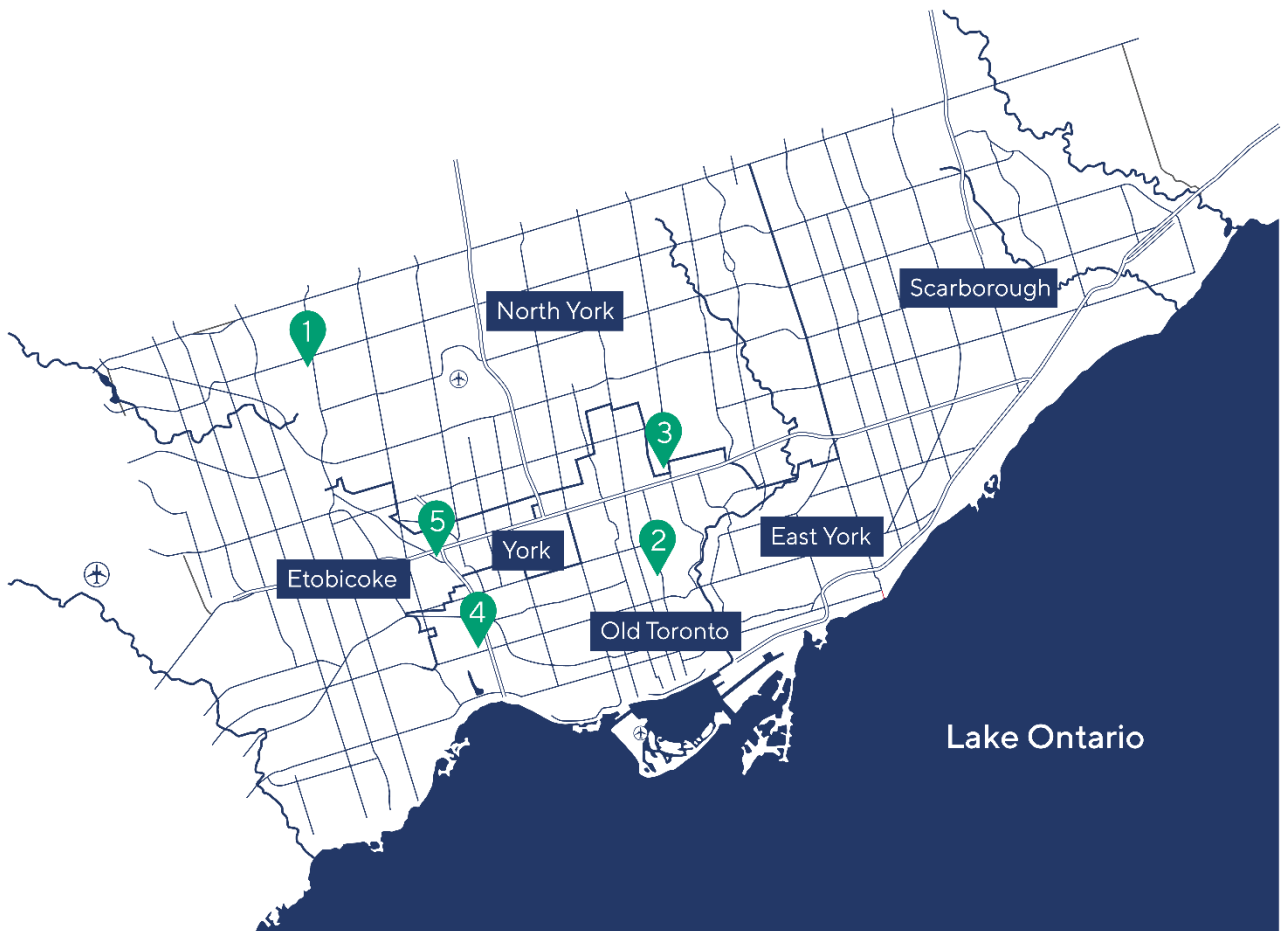 Scarborough
North York
1
3
5
York
2
East York
Etobicoke
4
Old Toronto
Lake Ontario